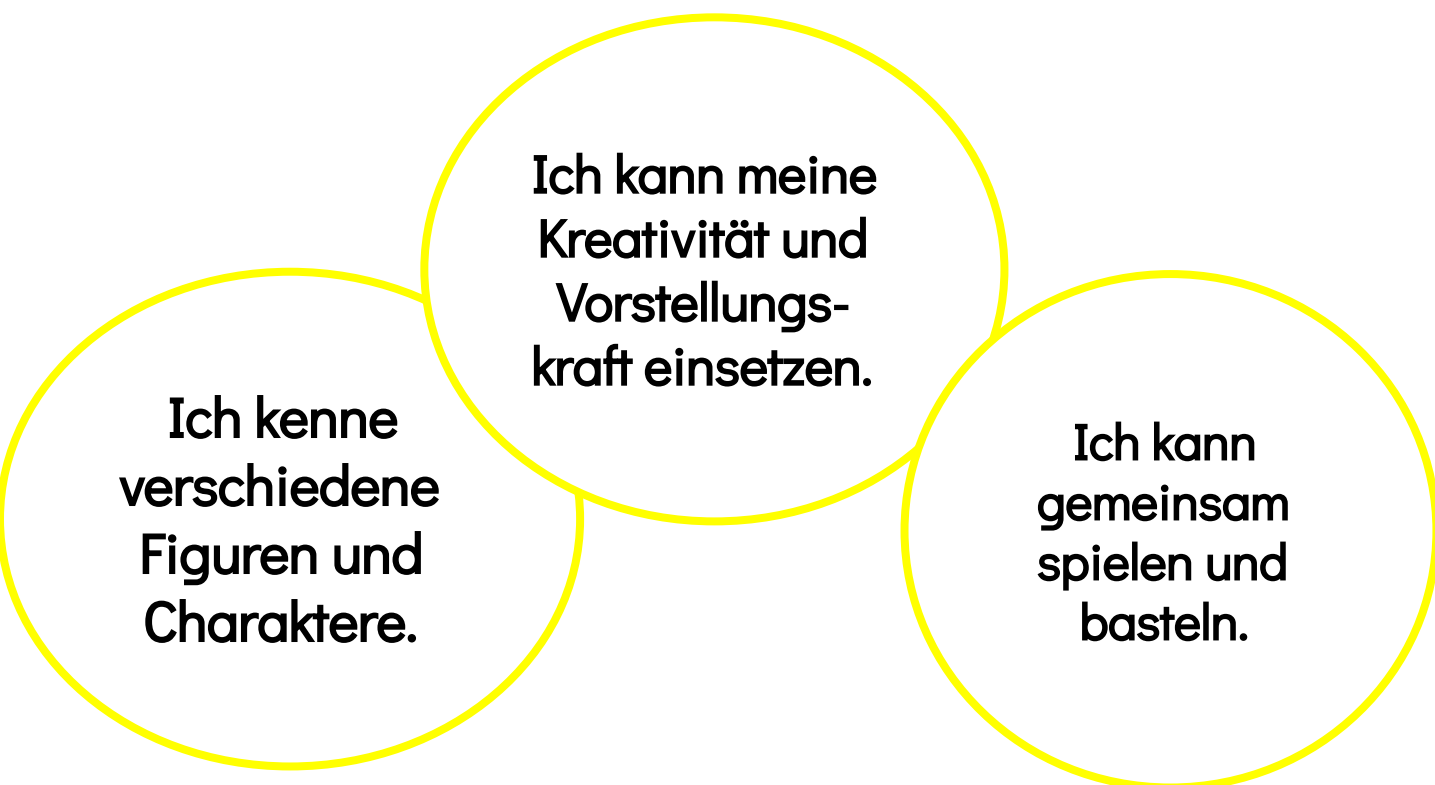 Ich kenne
verschiedene
Figuren und
Charaktere.
Ich kann meine
Kreativität und
Vorstellungs-
kraft einsetzen.
Ich kann
gemeinsam
spielen und
basteln.